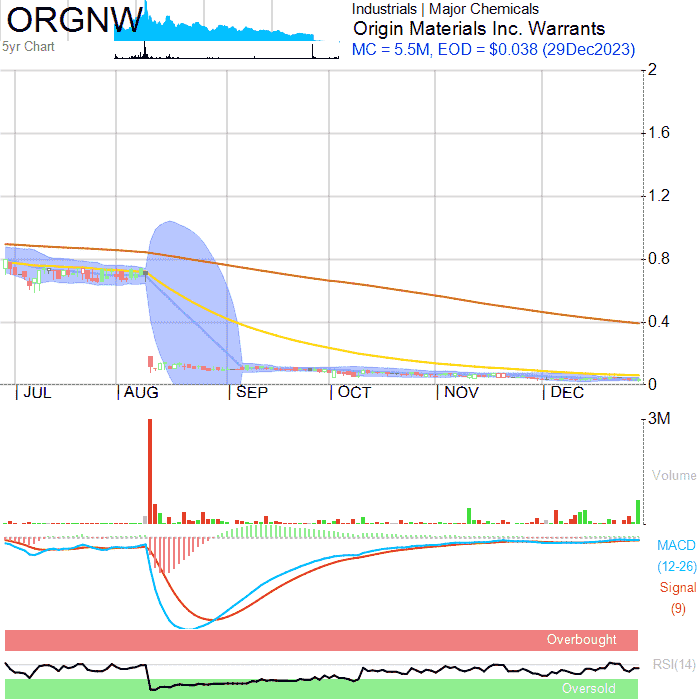 ORGNW
5yr Chart
Industrials | Major Chemicals
Origin Materials Inc. Warrants
MC = 5.5M, EOD = $0.038 (29Dec2023)
2
1.6
1.2
0.8
0.4
0
JUL AUG SEP OCT NOV DEC
3M
Volume
MACD
(12-26)
Signal
(9)
Overbought
RSI(14)
Oversold